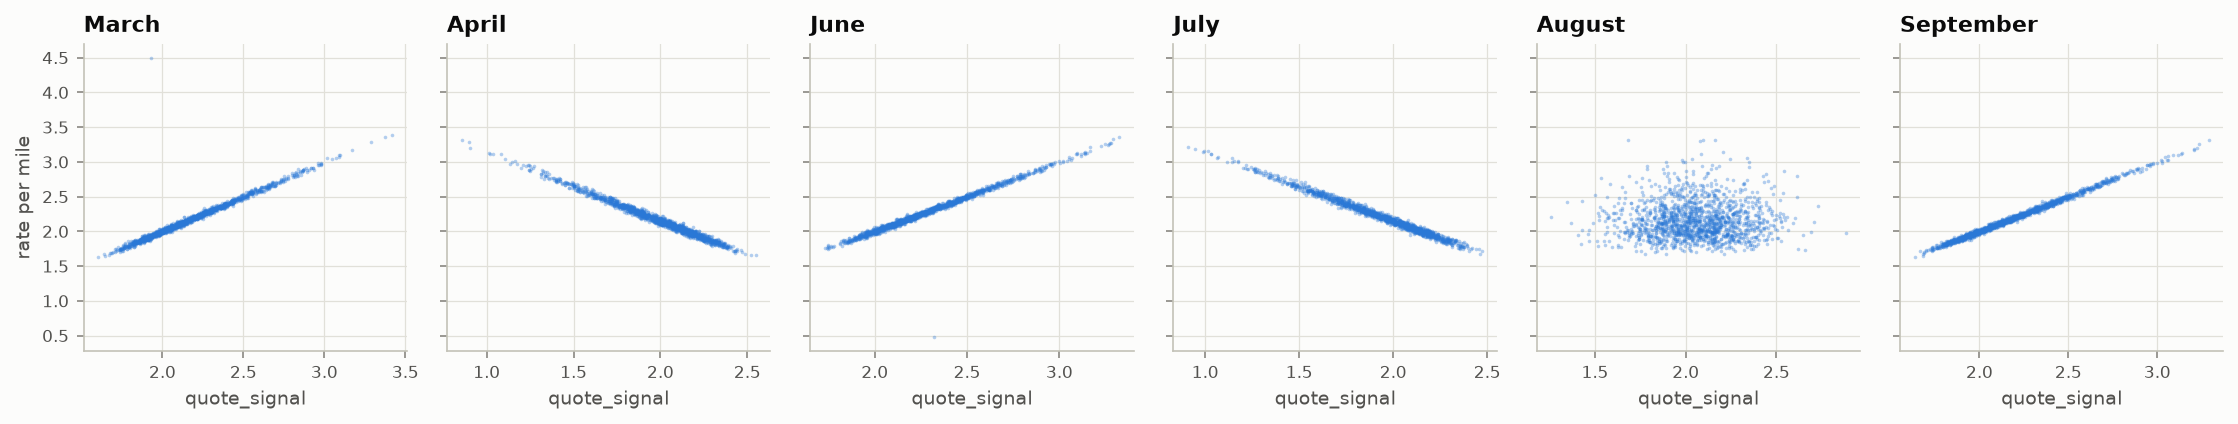 March April June July August September
rate per mile
4.5
4.0
3.5
3.0
2.5
2.0
1.5
1.0
0.5
2.0 2.5 3.0 3.5 1.0 1.5 2.0 2.5 2.0 2.5 3.0 1.0 1.5 2.0 2.5 1.5 2.0 2.5 2.0 2.5 3.0
quote_signal quote_signal quote_signal quote_signal quote_signal quote_signal